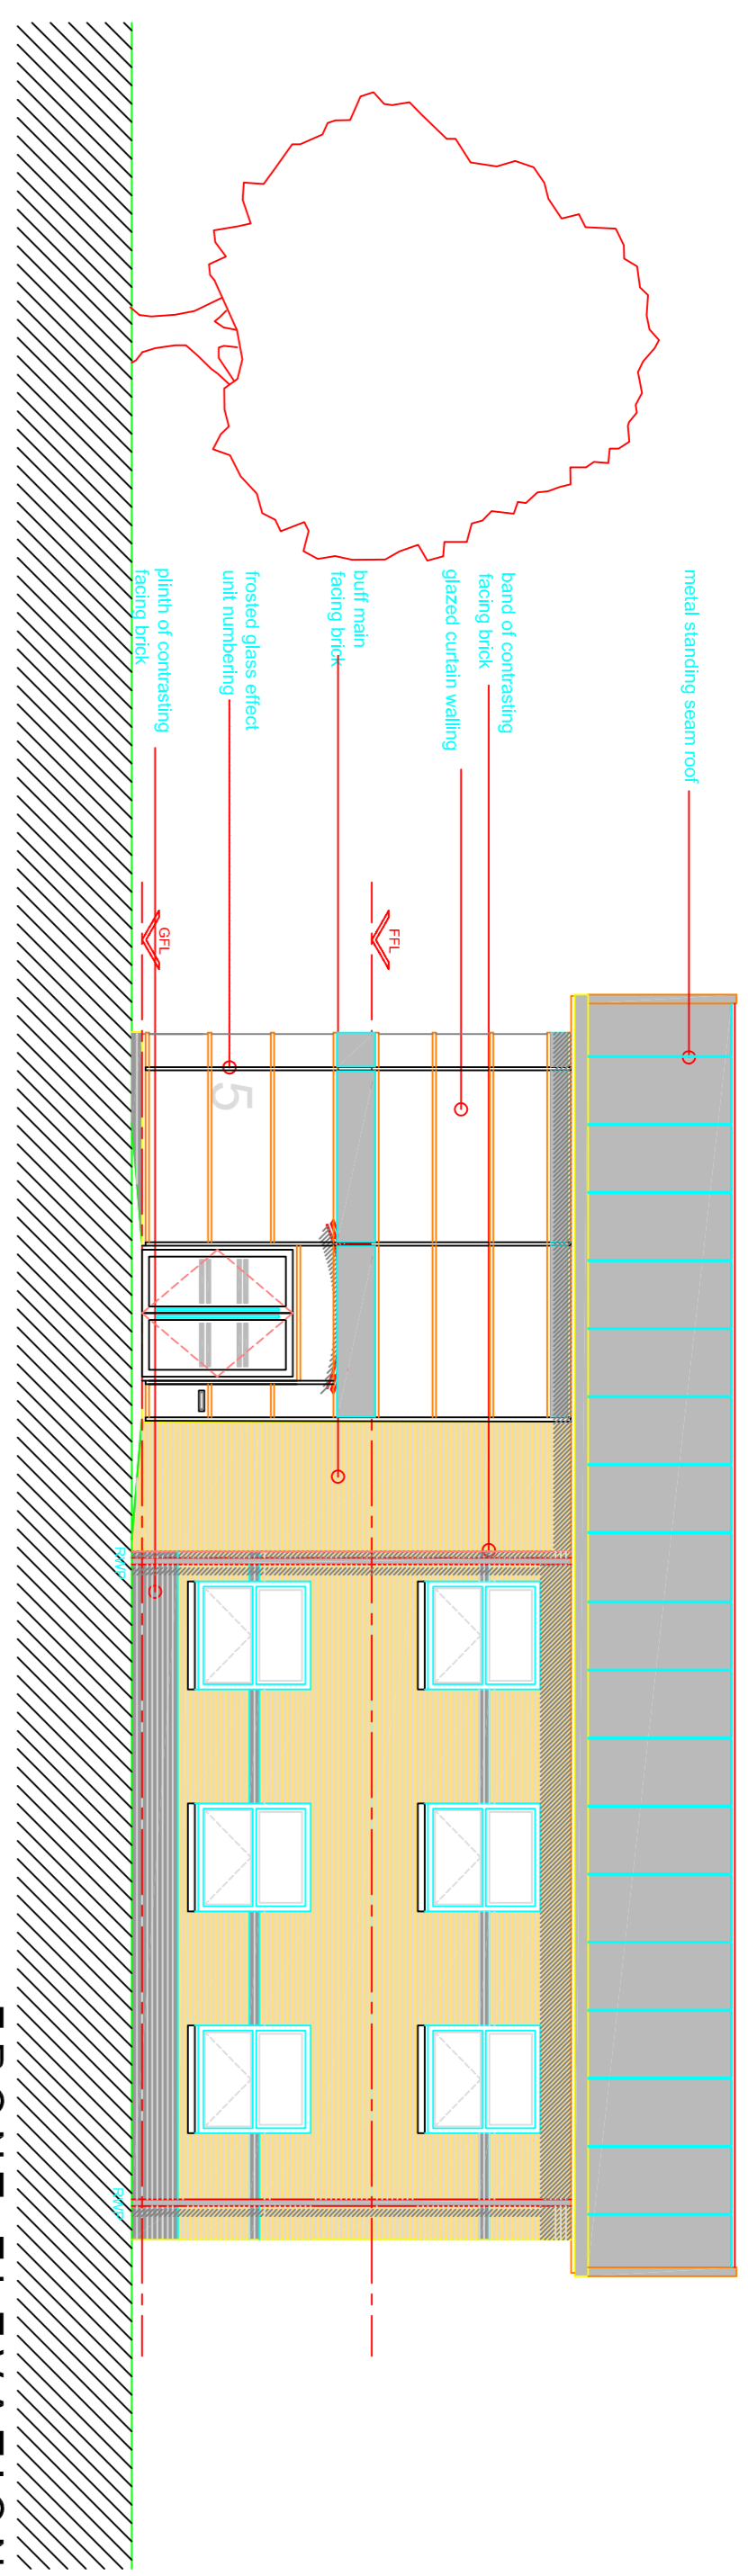 metal standing seam roof
band of contrasting
facing brick
glazed curtain walling
buff main
facing brick
frosted glass effect
unit numbering
plinth of contrasting
facing brick
FFL
GFL
5
RWP
RWP